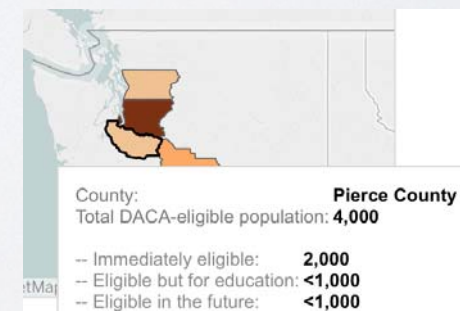 County: Pierce County
Total DACA-eligible population: 4,000
-- Immediately eligible: 2,000
-- Eligible but for education: <1,000
-- Eligible in the future: <1,000